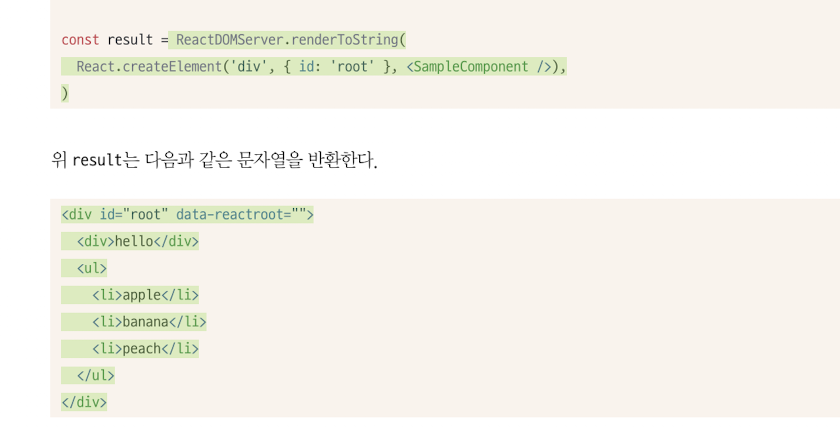 const result = ReactDOMServer.renderToString(
  React.createElement('div', { id: 'root' }, <SampleComponent />),
)
위 result는 다음과 같은 문자열을 반환한다.
<div id="root" data-reactroot="">
  <div>hello</div>
  <ul>
    <li>apple</li>
    <li>banana</li>
    <li>peach</li>
  </ul>
</div>